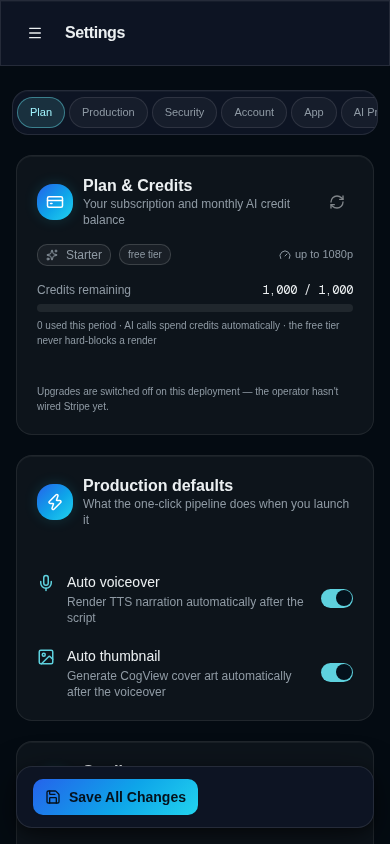 Settings
Plan
Production
Security
Account
App
AI Pr
Plan & Credits
Your subscription and monthly AI credit
balance
Starter
free tier
up to 1080p
Credits remaining
1,000 / 1,000
0 used this period · AI calls spend credits automatically · the free tier
never hard-blocks a render
Upgrades are switched off on this deployment — the operator hasn't
wired Stripe yet.
Production defaults
What the one-click pipeline does when you launch
it
Auto voiceover
Render TTS narration automatically after the
script
Auto thumbnail
Generate CogView cover art automatically
after the voiceover
Save All Changes